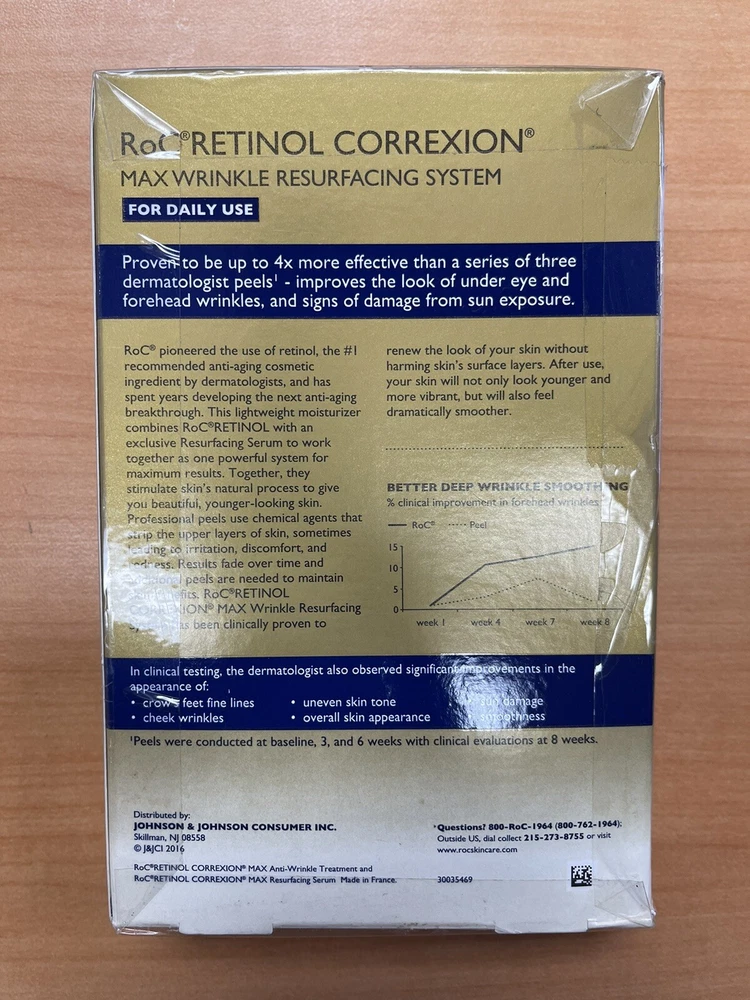 RoC® RETINOL CORREXION®
MAX WRINKLE RESURFACING SYSTEM
FOR DAILY USE
Proven to be up to 4x more effective than a series of three
dermatologist peels¹ - improves the look of under eye and
forehead wrinkles, and signs of damage from sun exposure.
RoC® pioneered the use of retinol, the #1
recommended anti-aging cosmetic
ingredient by dermatologists, and has
spent years developing the next anti-aging
breakthrough. This lightweight moisturizer
combines RoC®RETINOL with an
exclusive Resurfacing Serum to work
together as one powerful system for
maximum results. Together, they
stimulate skin's natural process to give
you beautiful, younger-looking skin.
Professional peels use chemical agents that
strip the upper layers of skin, sometimes
leading to irritation, discomfort, and
redness. Results fade over time and
additional peels are needed to maintain
RoC®RETINOL
CORREXION® MAX Wrinkle Resurfacing
has been clinically proven to
renew the look of your skin without
harming skin's surface layers. After use,
your skin will not only look younger and
more vibrant, but will also feel
dramatically smoother.
BETTER DEEP WRINKLE SMOOTHING
% clinical improvement in forehead wrinkles
RoC® Peel
15
10
5
0
week 1 week 4 week 7 week 8
In clinical testing, the dermatologist also observed significant improvements in the
appearance of:
• crow's feet fine lines • uneven skin tone • sun damage
• cheek wrinkles • overall skin appearance • smoothness
¹Peels were conducted at baseline, 3, and 6 weeks with clinical evaluations at 8 weeks.
Distributed by:
JOHNSON & JOHNSON CONSUMER INC.
Skillman, NJ 08558
© J&JCI 2016
Questions? 800-RoC-1964 (800-762-1964);
Outside US, dial collect 215-273-8755 or visit
www.rocskincare.com
RoC®RETINOL CORREXION® MAX Anti-Wrinkle Treatment and
RoC®RETINOL CORREXION® MAX Resurfacing Serum Made in France.
30035469